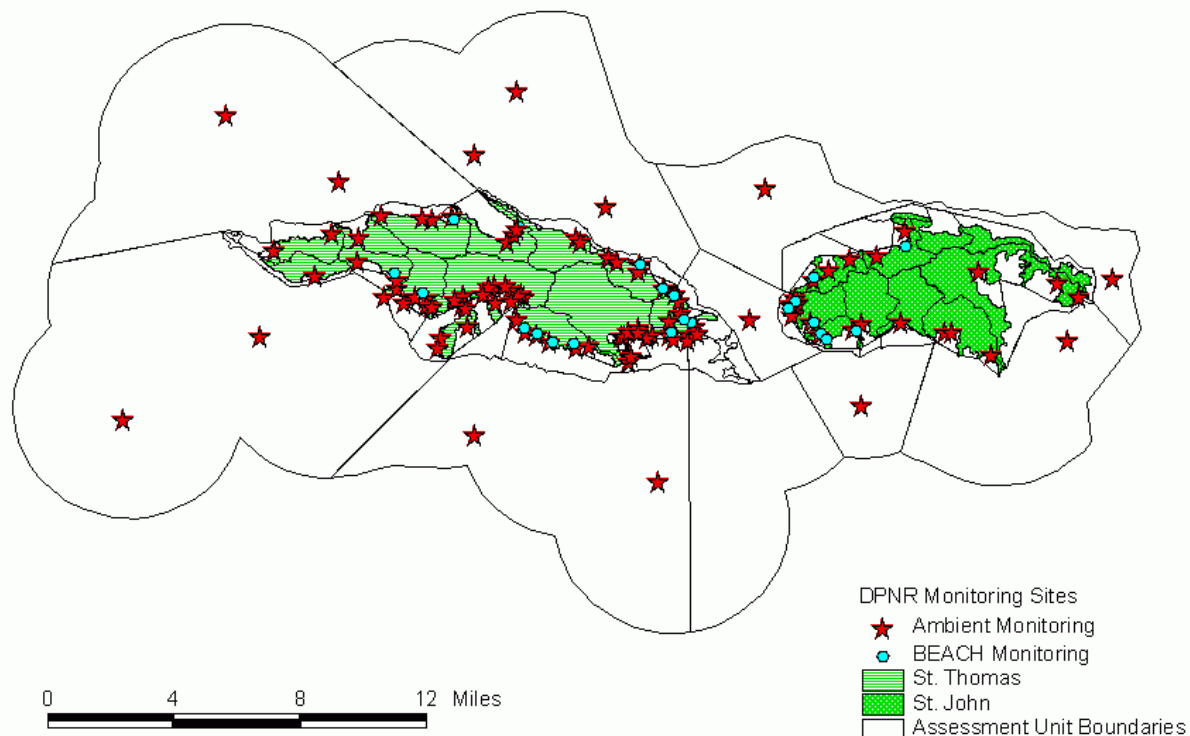 DPNR Monitoring Sites
Ambient Monitoring
BEACH Monitoring
St. Thomas
St. John
Assessment Unit Boundaries
0 4 8 12 Miles